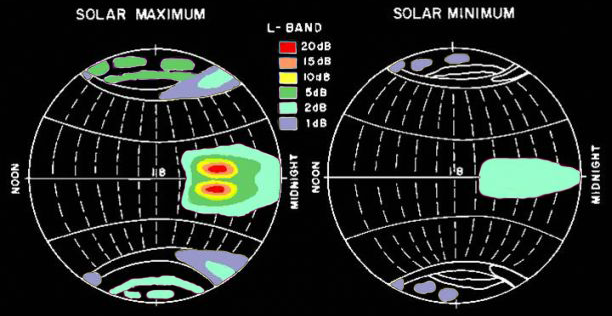 SOLAR MAXIMUM
SOLAR MINIMUM
L-BAND
20dB
15dB
10dB
5dB
2dB
1dB
NOON
18
MIDNIGHT
NOON
18
MIDNIGHT